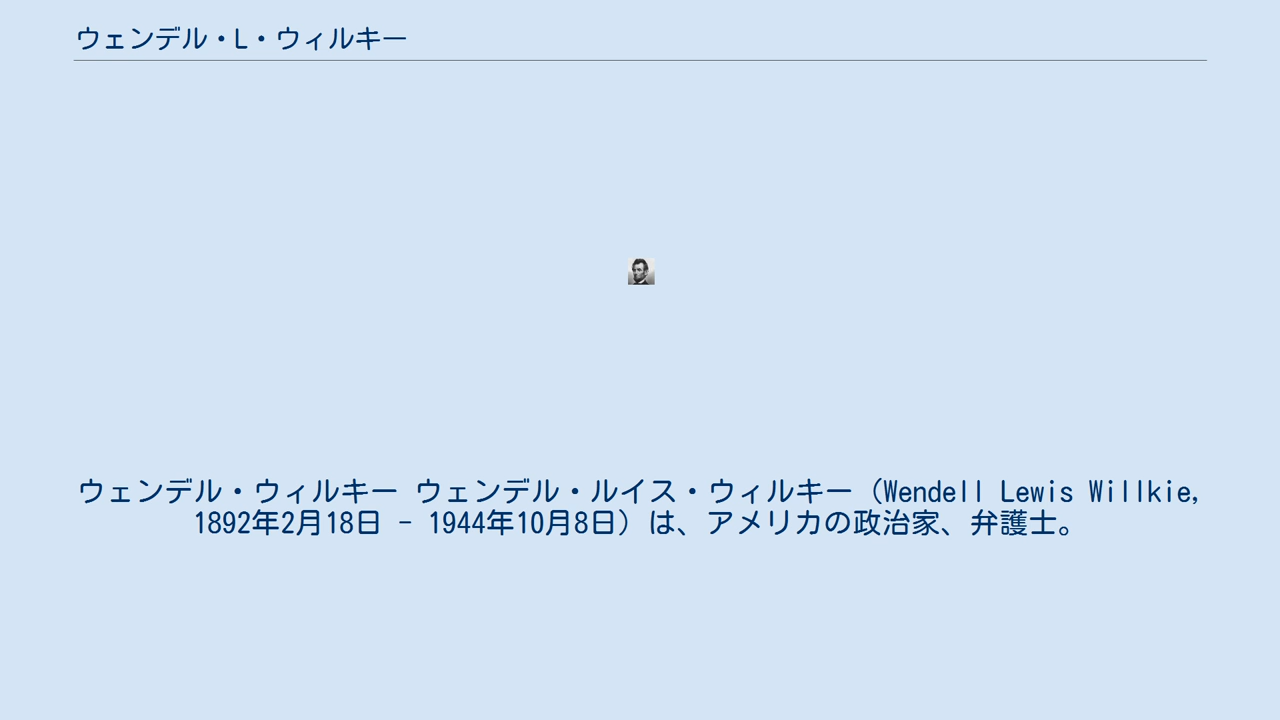 ウェンデル・L・ウィルキー
ウェンデル・ウィルキー ウェンデル・ルイス・ウィルキー（Wendell Lewis Willkie,
1892年2月18日 - 1944年10月8日）は、アメリカの政治家、弁護士。